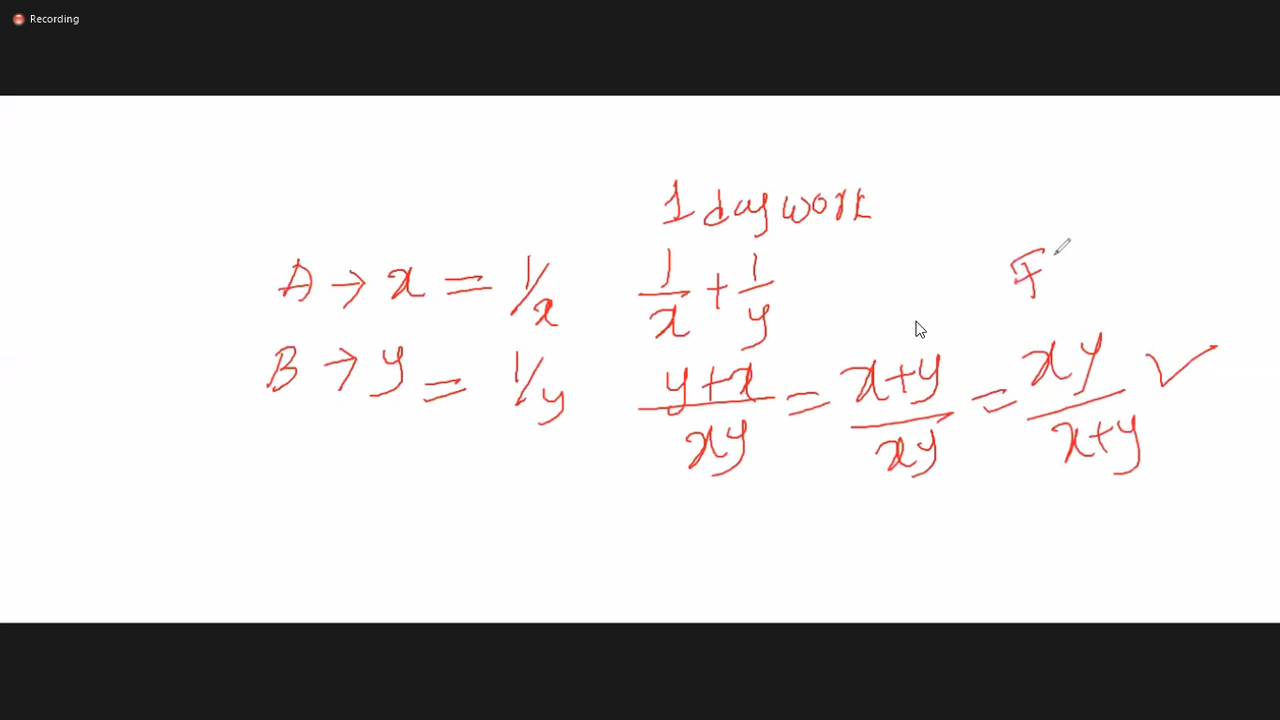 Recording
1 day work
A → x = 1/x
1/x + 1/y
F
B → y = 1/y
y+x/xy = x+y/xy = xy/x+y ✓